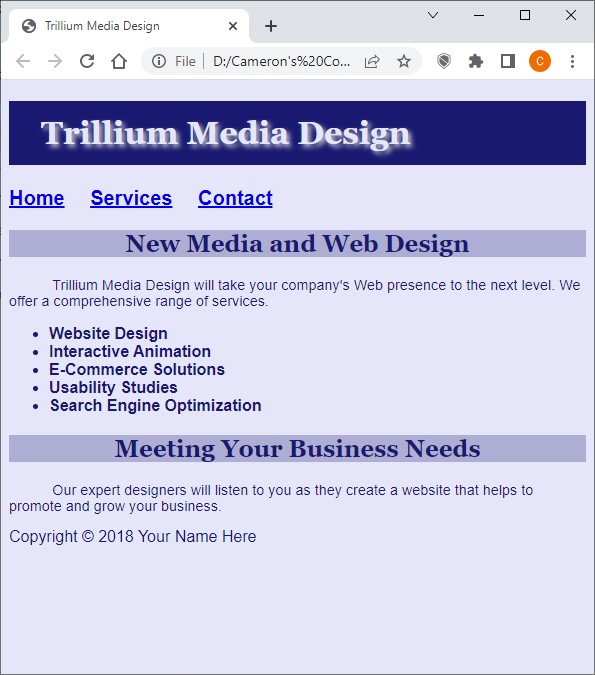 Trillium Media Design
File
D:/Cameron's%20Co...
C
Trillium Media Design
Home Services Contact
New Media and Web Design
Trillium Media Design will take your company's Web presence to the next level. We
offer a comprehensive range of services.
• Website Design
• Interactive Animation
• E-Commerce Solutions
• Usability Studies
• Search Engine Optimization
Meeting Your Business Needs
Our expert designers will listen to you as they create a website that helps to
promote and grow your business.
Copyright © 2018 Your Name Here